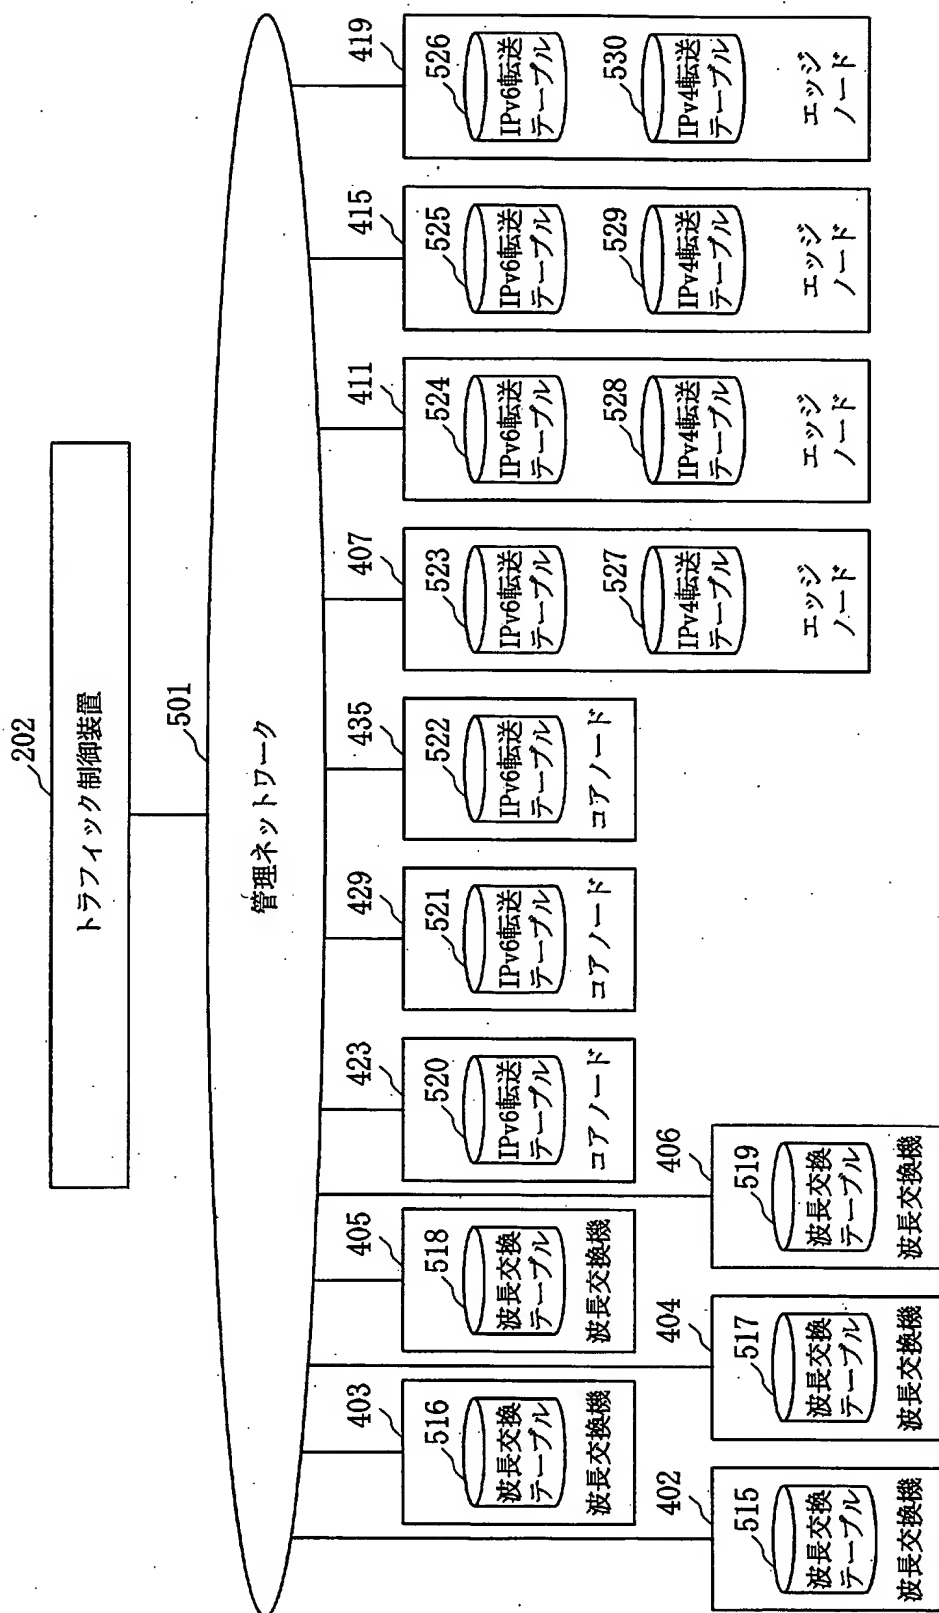 202
トラフィック制御装置
501
管理ネットワーク
402
515
波長交換
テーブル
波長交換機
403
516
波長交換
テーブル
波長交換機
404
517
波長交換
テーブル
波長交換機
405
518
波長交換
テーブル
波長交換機
406
519
波長交換
テーブル
波長交換機
423
520
IPv6転送
テーブル
コアノード
429
521
IPv6転送
テーブル
コアノード
435
522
IPv6転送
テーブル
コアノード
407
523
IPv6転送
テーブル
527
IPv4転送
テーブル
エッジ
ノード
411
524
IPv6転送
テーブル
528
IPv4転送
テーブル
エッジ
ノード
415
525
IPv6転送
テーブル
529
IPv4転送
テーブル
エッジ
ノード
419
526
IPv6転送
テーブル
530
IPv4転送
テーブル
エッジ
ノード